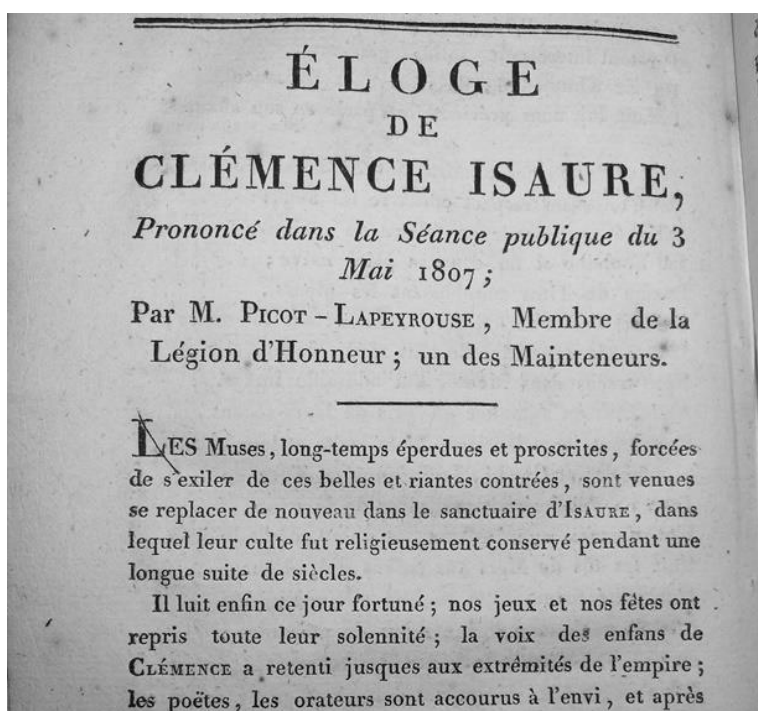 ÉLOGE
DE
CLÉMENCE ISAURE,
Prononcé dans la Séance publique du 3
Mai 1807;
Par M. PICOT-LAPEYROUSE, Membre de la
Légion d'Honneur; un des Mainteneurs.
LES Muses, long-temps éperdues et proscrites, forcées
de s'exiler de ces belles et riantes contrées, sont venues
se replacer de nouveau dans le sanctuaire d'ISAURE, dans
lequel leur culte fut religieusement conservé pendant une
longue suite de siècles.
Il luit enfin ce jour fortuné; nos jeux et nos fêtes ont
repris toute leur solennité; la voix des enfans de
CLÉMENCE a retenti jusques aux extrêmités de l'empire;
les poëtes, les orateurs sont accourus à l'envi, et après